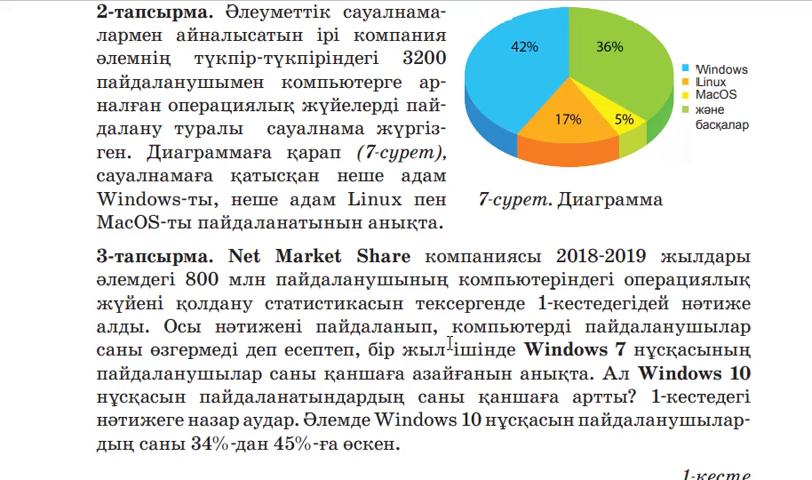 2-тапсырма. Әлеуметтік сауалнама-
лармен айналысатын ірі компания
әлемнің түкпір-түкпіріндегі 3200
пайдаланушымен компьютерге ар-
налған операциялық жүйелерді пай-
далану туралы сауалнама жүргіз-
ген. Диаграммаға қарап (7-сурет),
сауалнамаға қатысқан неше адам
Windows-ты, неше адам Linux пен
MacOS-ты пайдаланатынын анықта.
42%
36%
17%
5%
Windows
Linux
MacOS
және
басқалар
7-сурет. Диаграмма
3-тапсырма. Net Market Share компаниясы 2018-2019 жылдары
әлемдегі 800 млн пайдаланушының компьютеріндегі операциялық
жүйені қолдану статистикасын тексергенде 1-кестедегідей нәтиже
алды. Осы нәтижені пайдаланып, компьютерді пайдаланушылар
саны өзгермеді деп есептеп, бір жыл ішінде Windows 7 нұсқасының
пайдаланушылар саны қаншаға азайғанын анықта. Ал Windows 10
нұсқасын пайдаланатындардың саны қаншаға артты? 1-кестедегі
нәтижеге назар аудар. Әлемде Windows 10 нұсқасын пайдаланушылар-
дың саны 34%-дан 45%-ға өскен.
1-кесте